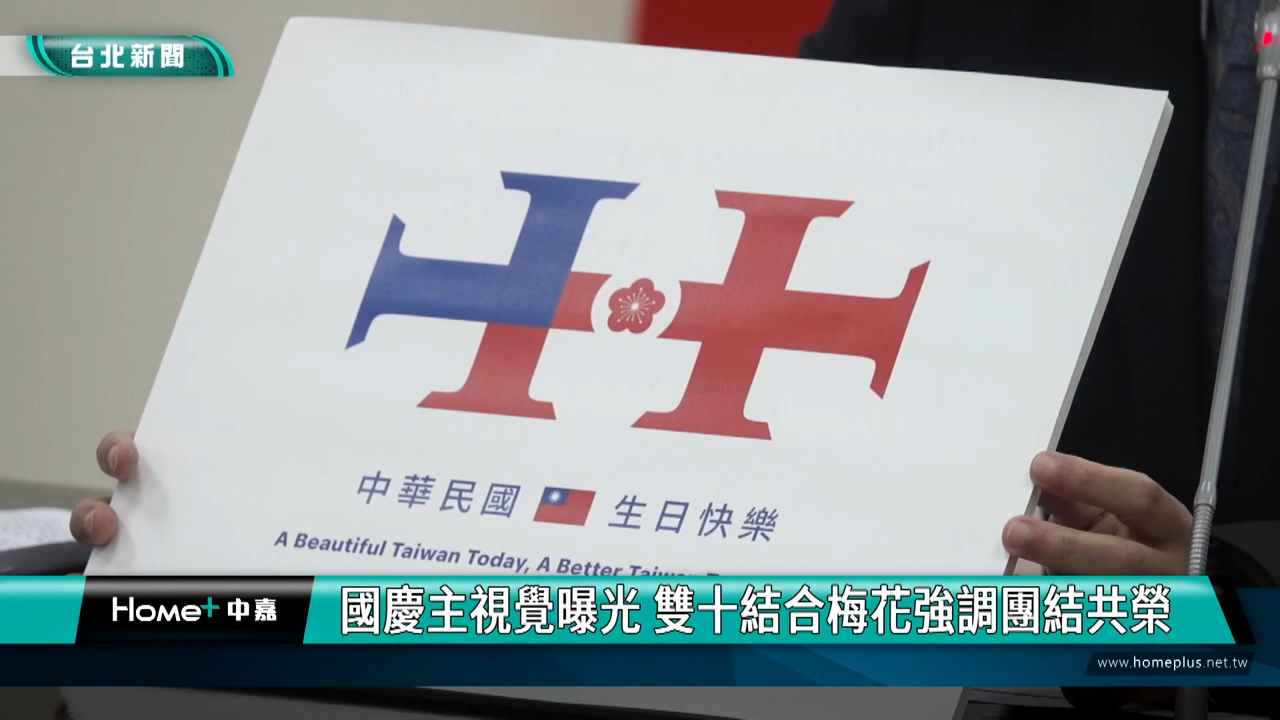 台北新聞
中華民國 生日快樂
A Beautiful Taiwan Today, A Better Taiwan
Home+ 中嘉
國慶主視覺曝光 雙十結合梅花強調團結共榮
www.homeplus.net.tw